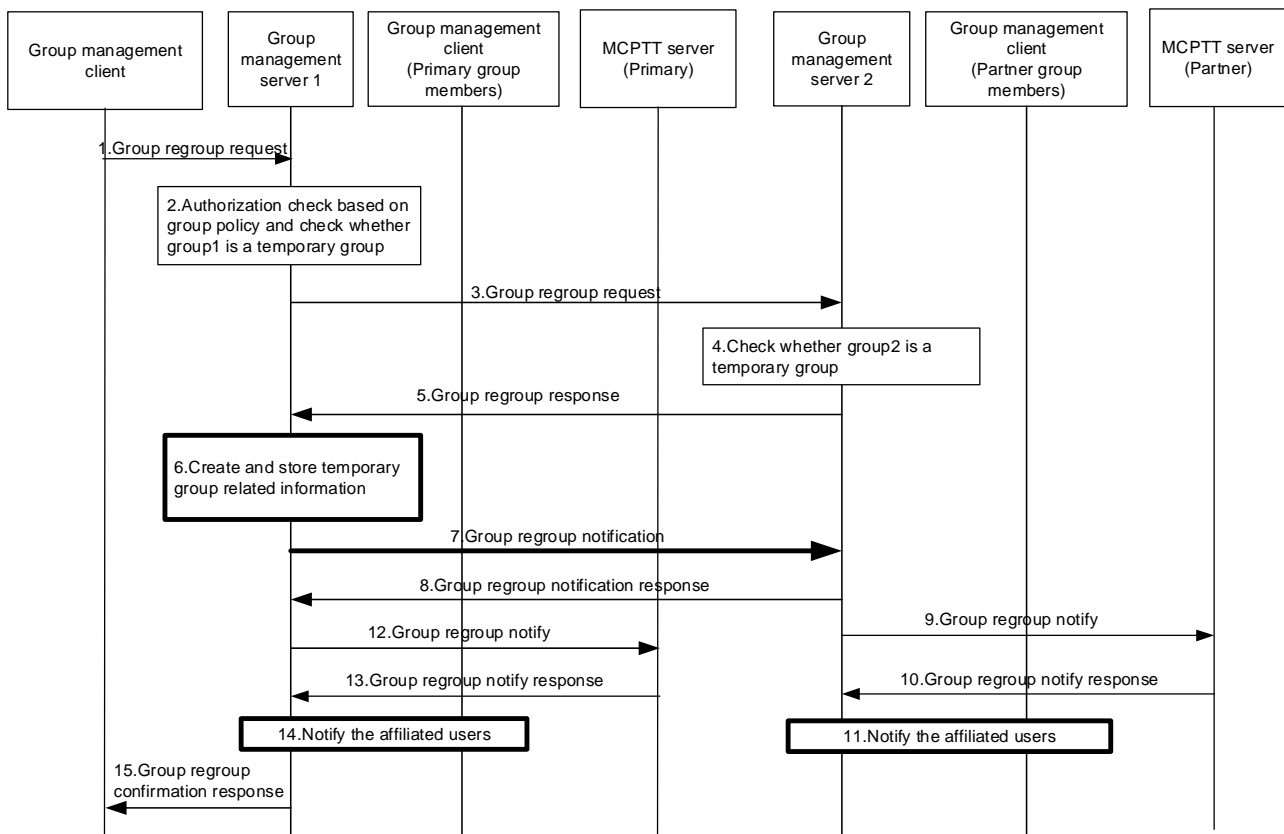 Group management
client
Group
management
server 1
Group management
client
(Primary group
members)
MCPTT server
(Primary)
Group
management
server 2
Group management
client
(Partner group
members)
MCPTT server
(Partner)
1.Group regroup request
2.Authorization check based on
group policy and check whether
group1 is a temporary group
3.Group regroup request
4.Check whether group2 is a
temporary group
5.Group regroup response
6.Create and store temporary
group related information
7.Group regroup notification
8.Group regroup notification response
9.Group regroup notify
12.Group regroup notify
13.Group regroup notify response
10.Group regroup notify response
14.Notify the affiliated users
11.Notify the affiliated users
15.Group regroup
confirmation response